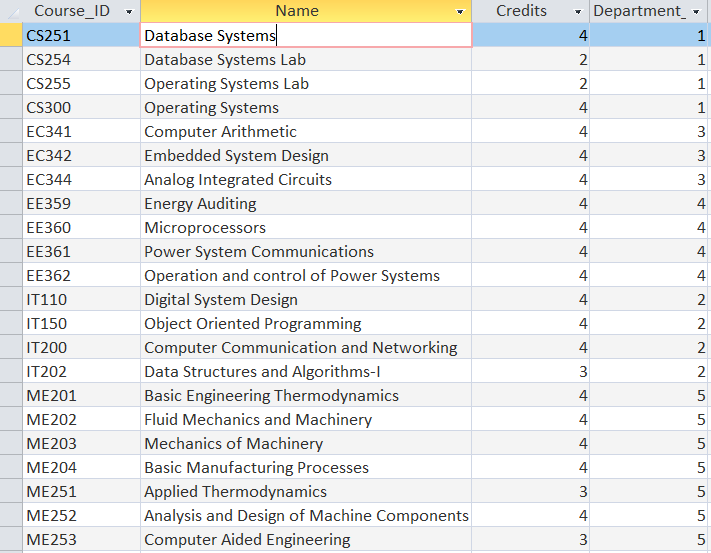 Course_ID Name Credits Department_
CS251 Database Systems 4 1
CS254 Database Systems Lab 2 1
CS255 Operating Systems Lab 2 1
CS300 Operating Systems 4 1
EC341 Computer Arithmetic 4 3
EC342 Embedded System Design 4 3
EC344 Analog Integrated Circuits 4 3
EE359 Energy Auditing 4 4
EE360 Microprocessors 4 4
EE361 Power System Communications 4 4
EE362 Operation and control of Power Systems 4 4
IT110 Digital System Design 4 2
IT150 Object Oriented Programming 4 2
IT200 Computer Communication and Networking 4 2
IT202 Data Structures and Algorithms-I 3 2
ME201 Basic Engineering Thermodynamics 4 5
ME202 Fluid Mechanics and Machinery 4 5
ME203 Mechanics of Machinery 4 5
ME204 Basic Manufacturing Processes 4 5
ME251 Applied Thermodynamics 3 5
ME252 Analysis and Design of Machine Components 4 5
ME253 Computer Aided Engineering 3 5